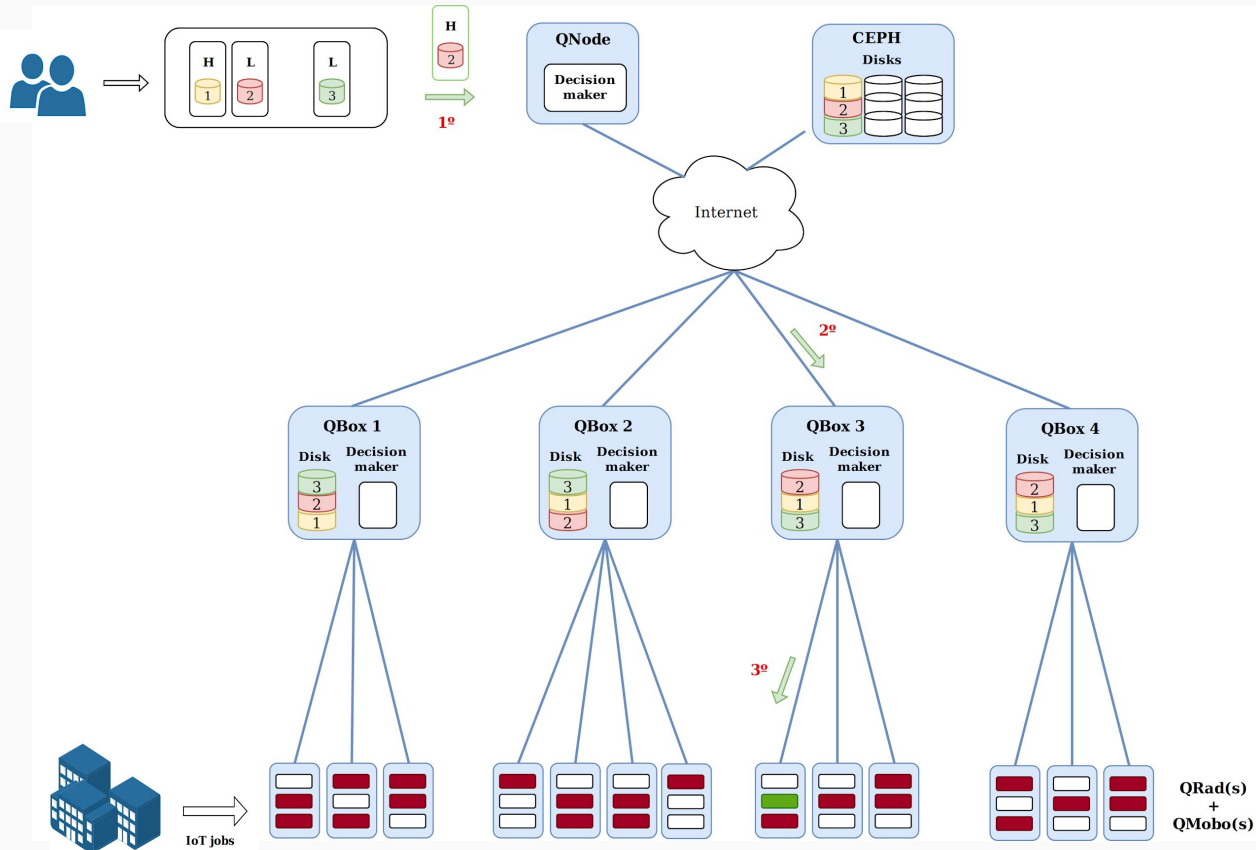 H
2
H
L
L
1
2
3
1º
QNode
Decision
maker
CEPH
Disks
1
2
3
Internet
2º
QBox 1
Disk
Decision
maker
3
2
1
QBox 2
Disk
Decision
maker
3
1
2
QBox 3
Disk
Decision
maker
2
1
3
QBox 4
Disk
Decision
maker
2
1
3
3º
IoT jobs
QRad(s)
+
QMobo(s)